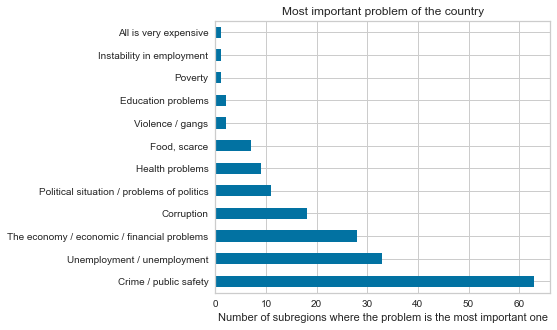 Most important problem of the country
All is very expensive
Instability in employment
Poverty
Education problems
Violence / gangs
Food, scarce
Health problems
Political situation / problems of politics
Corruption
The economy / economic / financial problems
Unemployment / unemployment
Crime / public safety
0 10 20 30 40 50 60
Number of subregions where the problem is the most important one